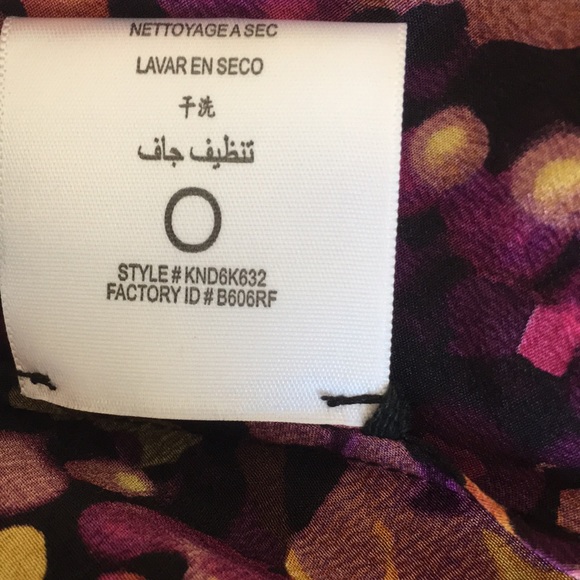 NETTOYAGE A SEC
LAVAR EN SECO
干洗
تنظيف جاف
STYLE # KND6K632
FACTORY ID # B606RF